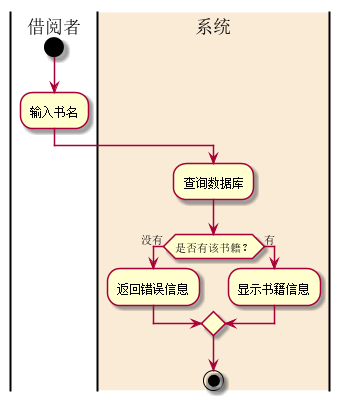 借阅者
系统
输入书名
查询数据库
没有
是否有该书籍？
有
返回错误信息
显示书籍信息